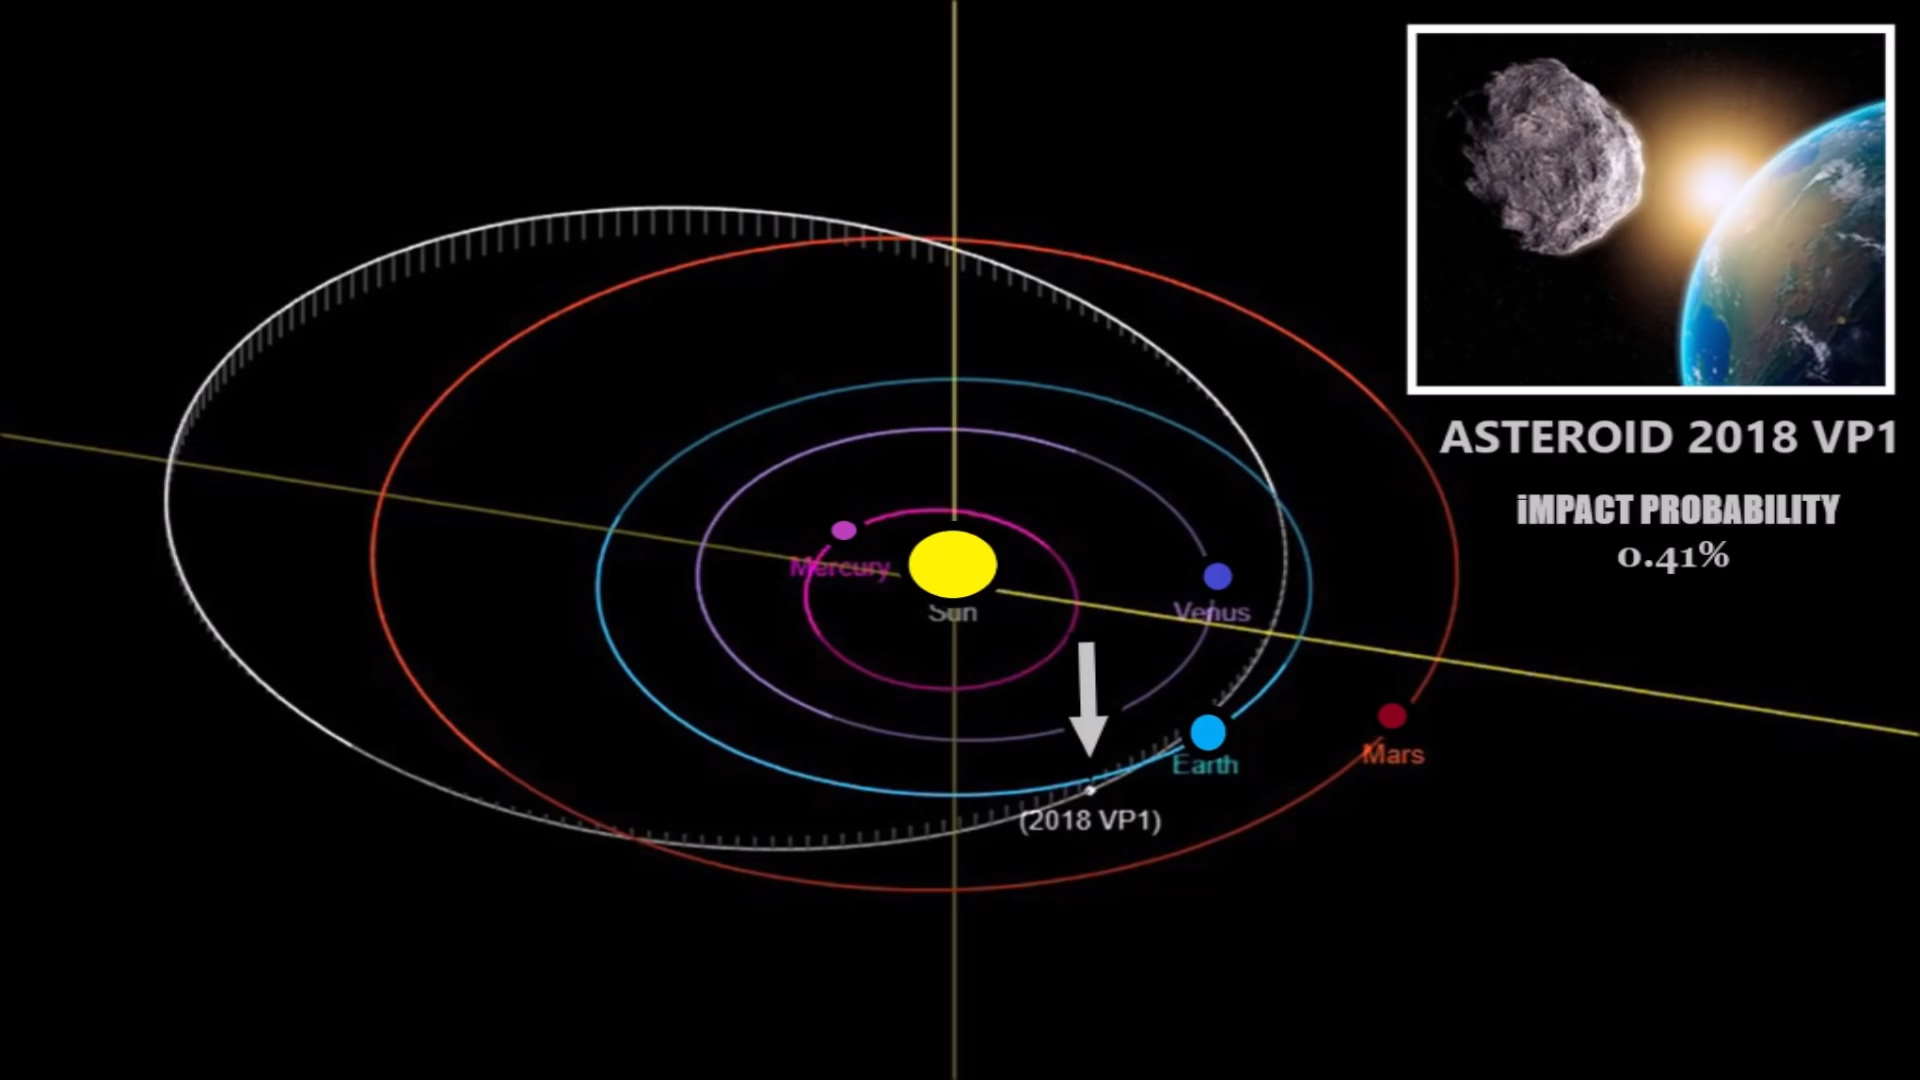 ASTEROID 2018 VP1
iMPACT PROBABILITY
0.41%
Mercury
Sun
Venus
Earth
Mars
(2018 VP1)